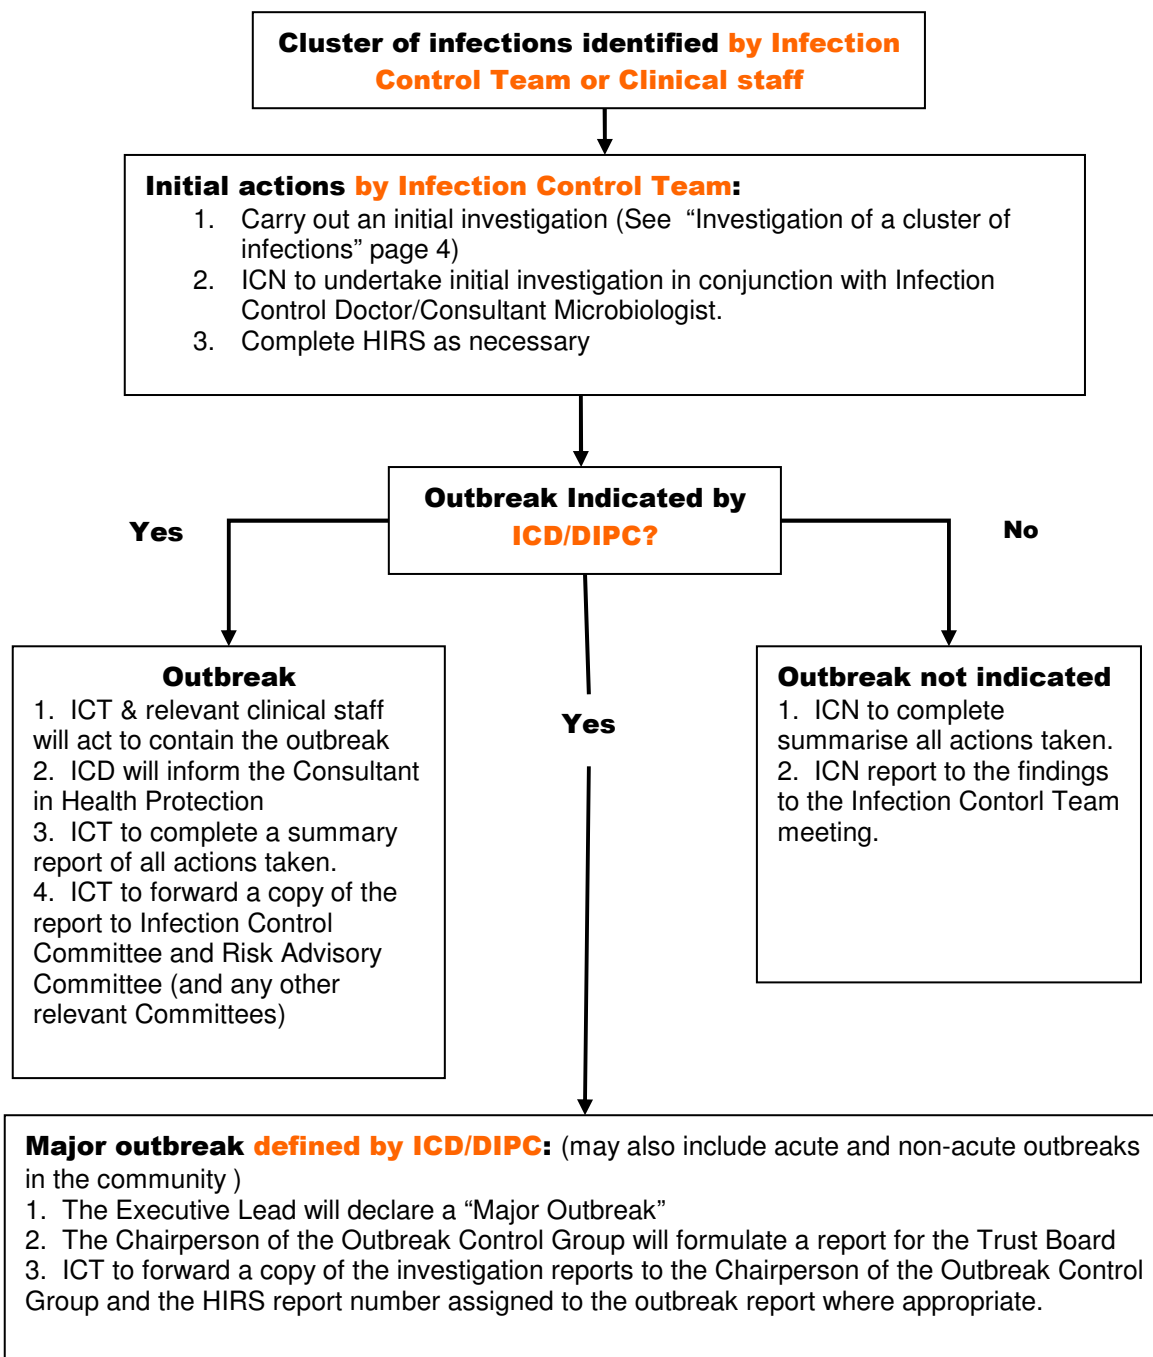 Cluster of infections identified by Infection
Control Team or Clinical staff
Initial actions by Infection Control Team:
1. Carry out an initial investigation (See “Investigation of a cluster of
infections” page 4)
2. ICN to undertake initial investigation in conjunction with Infection
Control Doctor/Consultant Microbiologist.
3. Complete HIRS as necessary
Outbreak Indicated by
ICD/DIPC?
Yes
No
Outbreak
1. ICT & relevant clinical staff
will act to contain the outbreak
2. ICD will inform the Consultant
in Health Protection
3. ICT to complete a summary
report of all actions taken.
4. ICT to forward a copy of the
report to Infection Control
Committee and Risk Advisory
Committee (and any other
relevant Committees)
Yes
Outbreak not indicated
1. ICN to complete
summarise all actions taken.
2. ICN report to the findings
to the Infection Contorl Team
meeting.
Major outbreak defined by ICD/DIPC: (may also include acute and non-acute outbreaks
in the community )
1. The Executive Lead will declare a “Major Outbreak”
2. The Chairperson of the Outbreak Control Group will formulate a report for the Trust Board
3. ICT to forward a copy of the investigation reports to the Chairperson of the Outbreak Control
Group and the HIRS report number assigned to the outbreak report where appropriate.